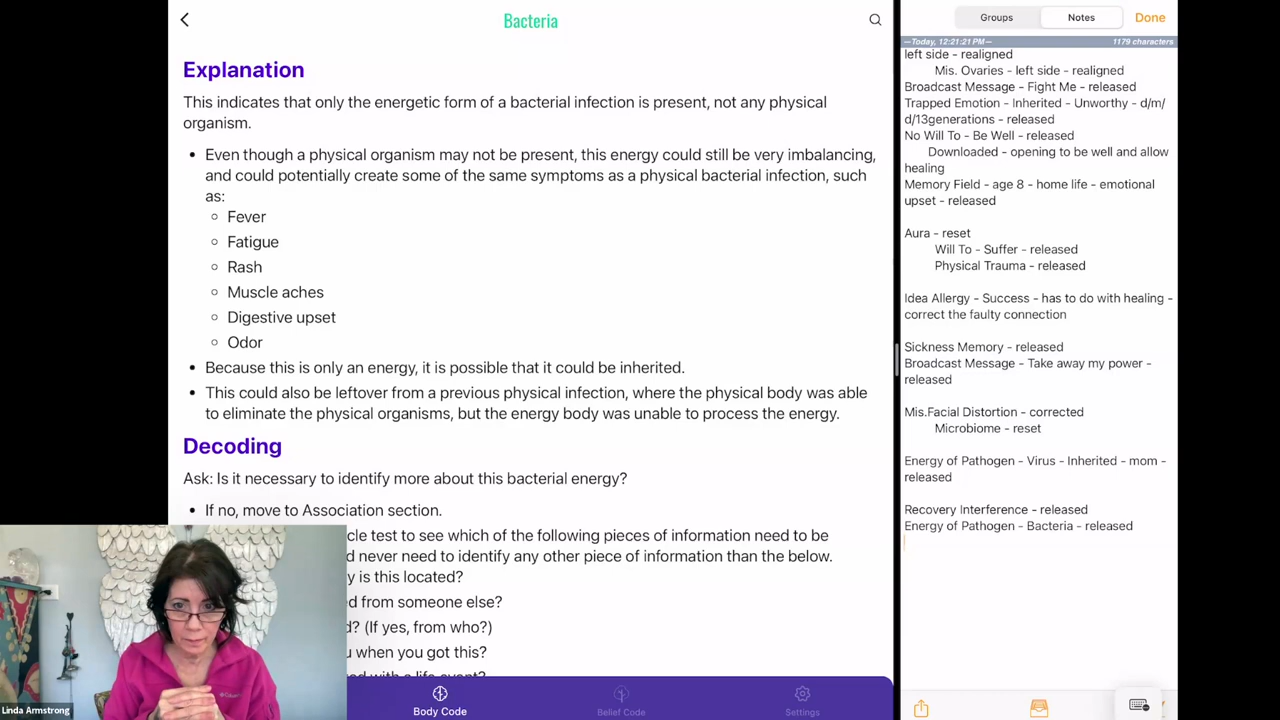 Bacteria
Explanation
This indicates that only the energetic form of a bacterial infection is present, not any physical
organism.
• Even though a physical organism may not be present, this energy could still be very imbalancing,
and could potentially create some of the same symptoms as a physical bacterial infection, such
as:
Fever
Fatigue
Rash
Muscle aches
Digestive upset
Odor
• Because this is only an energy, it is possible that it could be inherited.
• This could also be leftover from a previous physical infection, where the physical body was able
to eliminate the physical organisms, but the energy body was unable to process the energy.
Decoding
Ask: Is it necessary to identify more about this bacterial energy?
• If no, move to Association section.
cle test to see which of the following pieces of information need to be
d never need to identify any other piece of information than the below.
y is this located?
d from someone else?
d? (If yes, from who?)
u when you got this?
Body Code
Belief Code
Settings
Linda Armstrong
Groups
Notes
Done
—Today, 12:21:21 PM—
1179 characters
left side - realigned
Mis. Ovaries - left side - realigned
Broadcast Message - Fight Me - released
Trapped Emotion - Inherited - Unworthy - d/m/
d/13generations - released
No Will To - Be Well - released
Downloaded - opening to be well and allow
healing
Memory Field - age 8 - home life - emotional
upset - released
Aura - reset
Will To - Suffer - released
Physical Trauma - released
Idea Allergy - Success - has to do with healing -
correct the faulty connection
Sickness Memory - released
Broadcast Message - Take away my power -
released
Mis.Facial Distortion - corrected
Microbiome - reset
Energy of Pathogen - Virus - Inherited - mom -
released
Recovery Interference - released
Energy of Pathogen - Bacteria - released